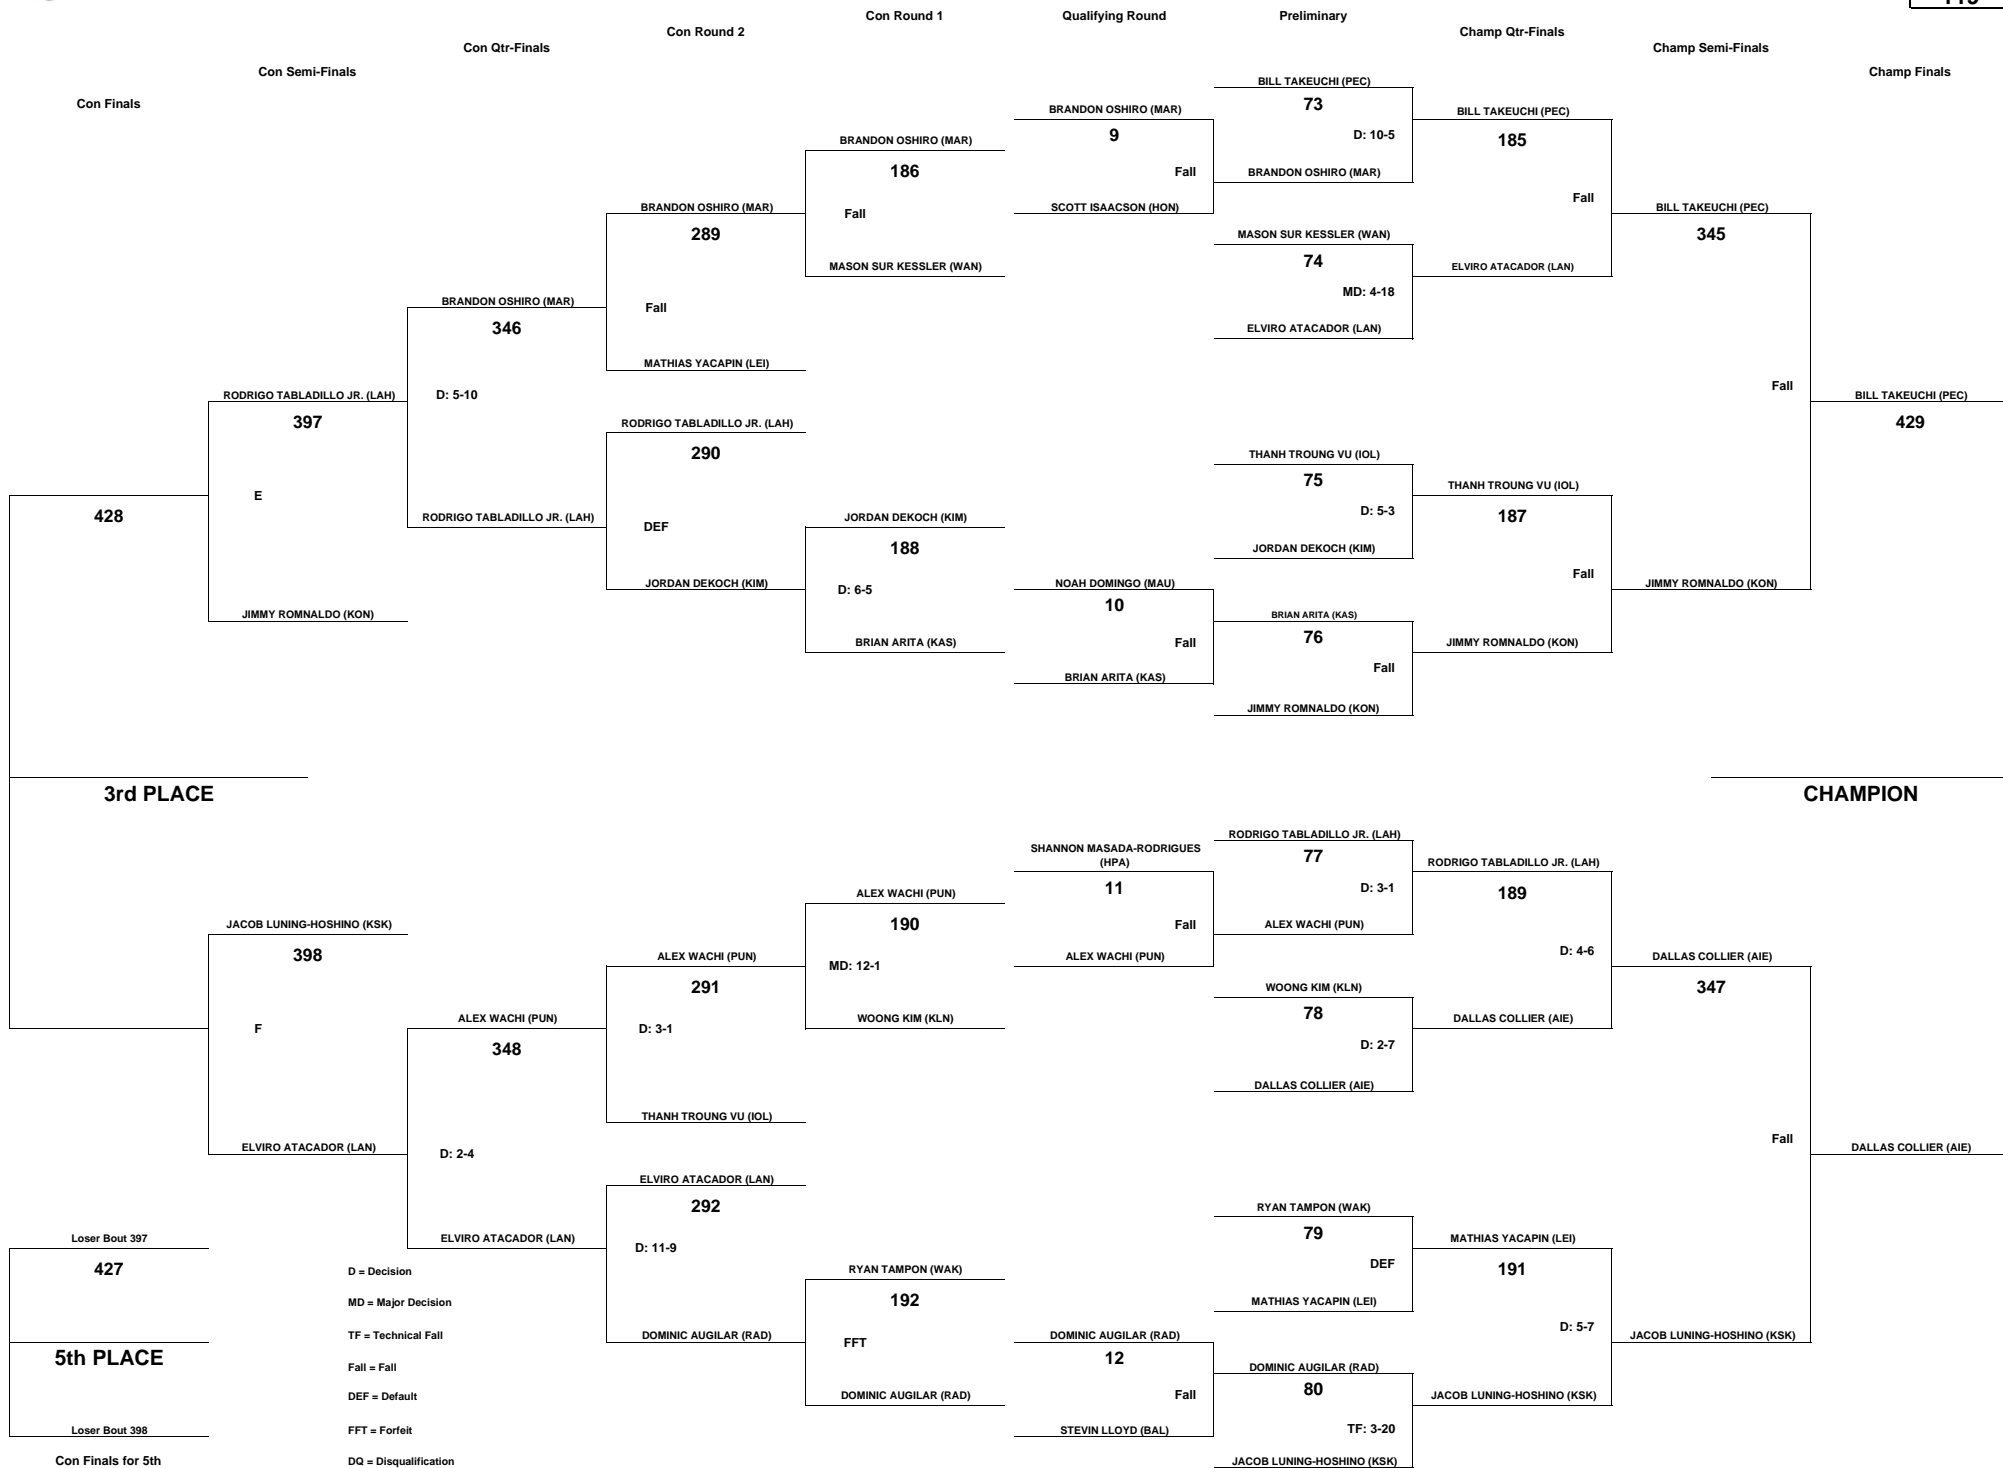 Con Round 1
Qualifying Round
Preliminary
Con Round 2
Champ Qtr-Finals
Con Qtr-Finals
Champ Semi-Finals
Con Semi-Finals
Champ Finals
Con Finals
BILL TAKEUCHI (PEC)
73
D: 10-5
BRANDON OSHIRO (MAR)
BRANDON OSHIRO (MAR)
9
Fall
SCOTT ISAACSON (HON)
BILL TAKEUCHI (PEC)
185
Fall
ELVIRO ATACADOR (LAN)
BRANDON OSHIRO (MAR)
186
Fall
MASON SUR KESSLER (WAN)
MASON SUR KESSLER (WAN)
74
MD: 4-18
ELVIRO ATACADOR (LAN)
BRANDON OSHIRO (MAR)
289
Fall
MATHIAS YACAPIN (LEI)
BILL TAKEUCHI (PEC)
345
Fall
JIMMY ROMNALDO (KON)
BRANDON OSHIRO (MAR)
346
D: 5-10
RODRIGO TABLADILLO JR. (LAH)
RODRIGO TABLADILLO JR. (LAH)
397
E
JIMMY ROMNALDO (KON)
BILL TAKEUCHI (PEC)
429
RODRIGO TABLADILLO JR. (LAH)
290
DEF
JORDAN DEKOCH (KIM)
THANH TROUNG VU (IOL)
75
D: 5-3
JORDAN DEKOCH (KIM)
THANH TROUNG VU (IOL)
187
Fall
JIMMY ROMNALDO (KON)
428
JORDAN DEKOCH (KIM)
188
D: 6-5
BRIAN ARITA (KAS)
NOAH DOMINGO (MAU)
10
Fall
BRIAN ARITA (KAS)
BRIAN ARITA (KAS)
76
Fall
JIMMY ROMNALDO (KON)
3rd PLACE
CHAMPION
RODRIGO TABLADILLO JR. (LAH)
77
D: 3-1
ALEX WACHI (PUN)
SHANNON MASADA-RODRIGUES
(HPA)
11
Fall
ALEX WACHI (PUN)
RODRIGO TABLADILLO JR. (LAH)
189
D: 4-6
DALLAS COLLIER (AIE)
ALEX WACHI (PUN)
190
MD: 12-1
WOONG KIM (KLN)
JACOB LUNING-HOSHINO (KSK)
398
F
ELVIRO ATACADOR (LAN)
ALEX WACHI (PUN)
291
D: 3-1
THANH TROUNG VU (IOL)
DALLAS COLLIER (AIE)
347
Fall
JACOB LUNING-HOSHINO (KSK)
WOONG KIM (KLN)
78
D: 2-7
DALLAS COLLIER (AIE)
ALEX WACHI (PUN)
348
D: 2-4
ELVIRO ATACADOR (LAN)
DALLAS COLLIER (AIE)
ELVIRO ATACADOR (LAN)
292
D: 11-9
DOMINIC AUGILAR (RAD)
RYAN TAMPON (WAK)
79
DEF
MATHIAS YACAPIN (LEI)
MATHIAS YACAPIN (LEI)
191
D: 5-7
JACOB LUNING-HOSHINO (KSK)
RYAN TAMPON (WAK)
192
FFT
DOMINIC AUGILAR (RAD)
DOMINIC AUGILAR (RAD)
12
Fall
STEVIN LLOYD (BAL)
DOMINIC AUGILAR (RAD)
80
TF: 3-20
JACOB LUNING-HOSHINO (KSK)
Loser Bout 397
427
5th PLACE
Loser Bout 398
Con Finals for 5th
D = Decision
MD = Major Decision
TF = Technical Fall
Fall = Fall
DEF = Default
FFT = Forfeit
DQ = Disqualification